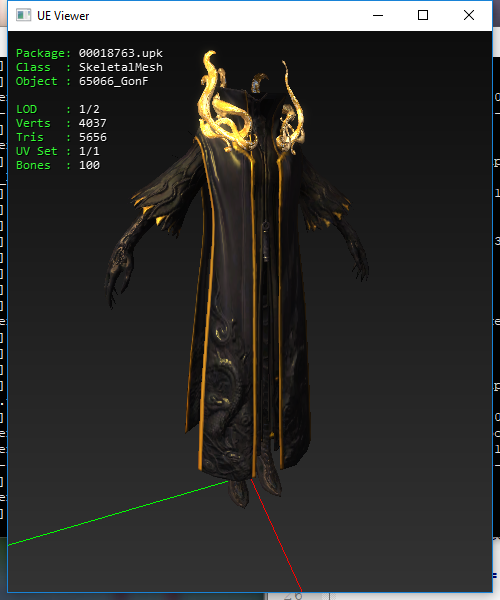 UE Viewer
Package: 00018763.upk
Class : SkeletalMesh
Object : 65066_GonF
LOD : 1/2
Verts : 4037
Tris : 5656
UV Set : 1/1
Bones : 100